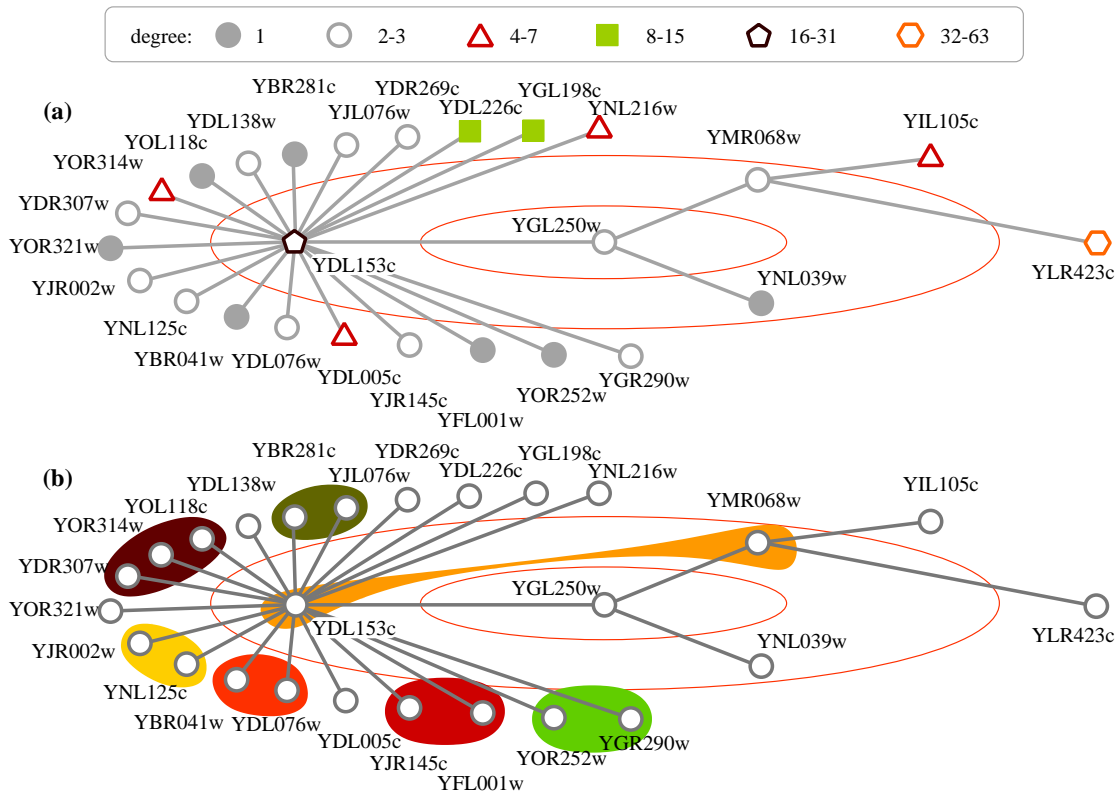 degree: 1 2-3 4-7 8-15 16-31 32-63
(a)
YBR281c
YDR269c
YGL198c
YDL138w
YJL076w
YDL226c
YNL216w
YOL118c
YMR068w
YIL105c
YOR314w
YDR307w
YOR321w
YGL250w
YDL153c
YLR423c
YJR002w
YNL039w
YNL125c
YBR041w
YDL076w
YDL005c
YJR145c
YFL001w
YOR252w
YGR290w
(b)
YBR281c
YDR269c
YGL198c
YDL138w
YJL076w
YDL226c
YNL216w
YOL118c
YMR068w
YIL105c
YOR314w
YDR307w
YOR321w
YGL250w
YDL153c
YLR423c
YJR002w
YNL039w
YNL125c
YBR041w
YDL076w
YDL005c
YJR145c
YFL001w
YOR252w
YGR290w